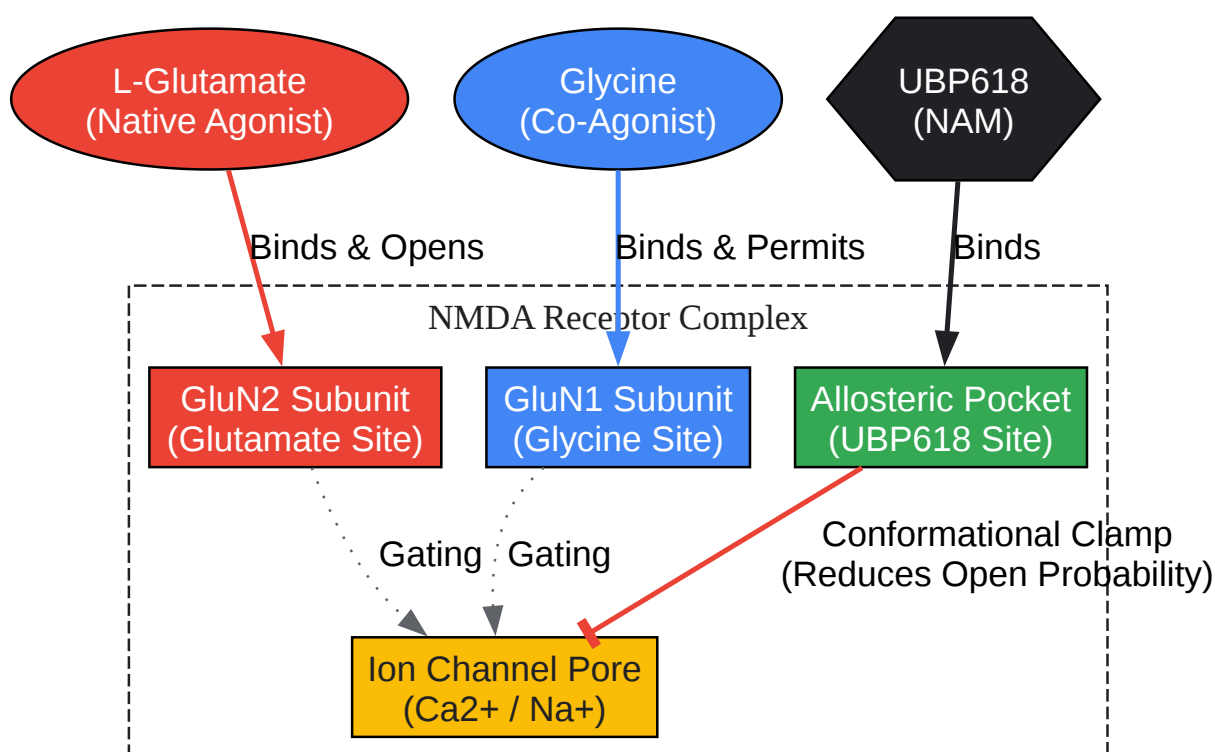 L-Glutamate
(Native Agonist)
Glycine
(Co-Agonist)
UBP618
(NAM)
Binds & Opens
Binds & Permits
Binds
NMDA Receptor Complex
GluN2 Subunit
(Glutamate Site)
GluN1 Subunit
(Glycine Site)
Allosteric Pocket
(UBP618 Site)
Gating
Gating
Conformational Clamp
(Reduces Open Probability)
Ion Channel Pore
(Ca2+ / Na+)